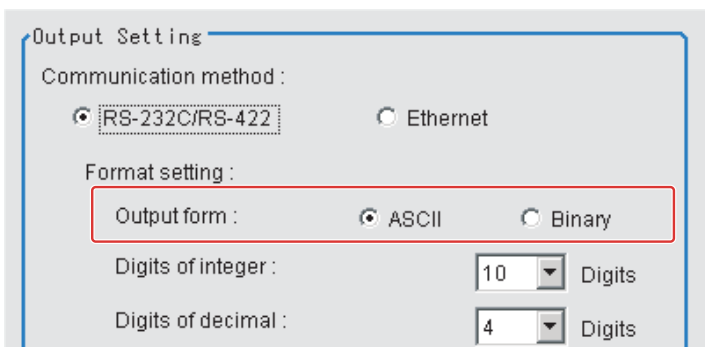 Output Setting
Communication method :
RS-232C/RS-422 Ethernet
Format setting :
Output form : ASCII Binary
Digits of integer : 10 Digits
Digits of decimal : 4 Digits